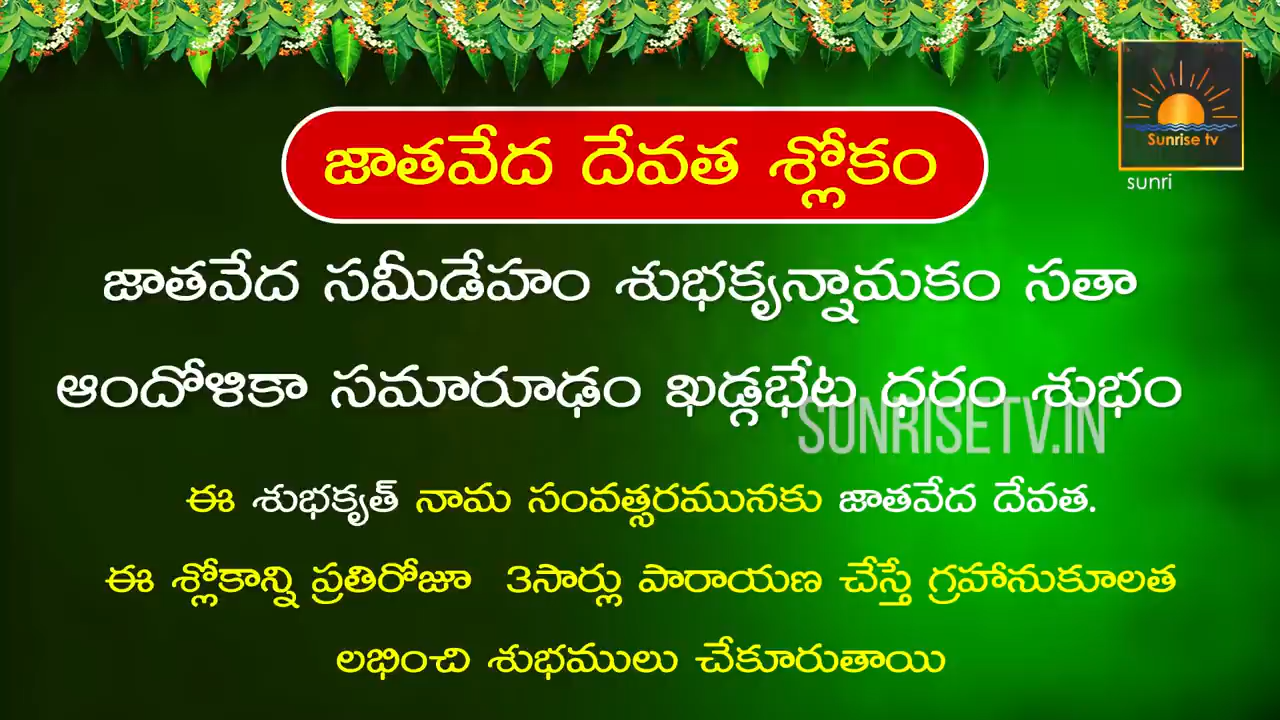 జాతవేద దేవత శ్లోకం
Sunrise tv
sunri
జాతవేద సమీడేహం శుభకృన్నామకం సతా
ఆందోళికా సమారూఢం ఖడ్గభేట ధరం శుభం
SUNRISETV.IN
ఈ శుభకృత్ నామ సంవత్సరమునకు జాతవేద దేవత.
ఈ శ్లోకాన్ని ప్రతిరోజూ 3సార్లు పారాయణ చేస్తే గ్రహానుకూలత
లభించి శుభములు చేకూరుతాయి